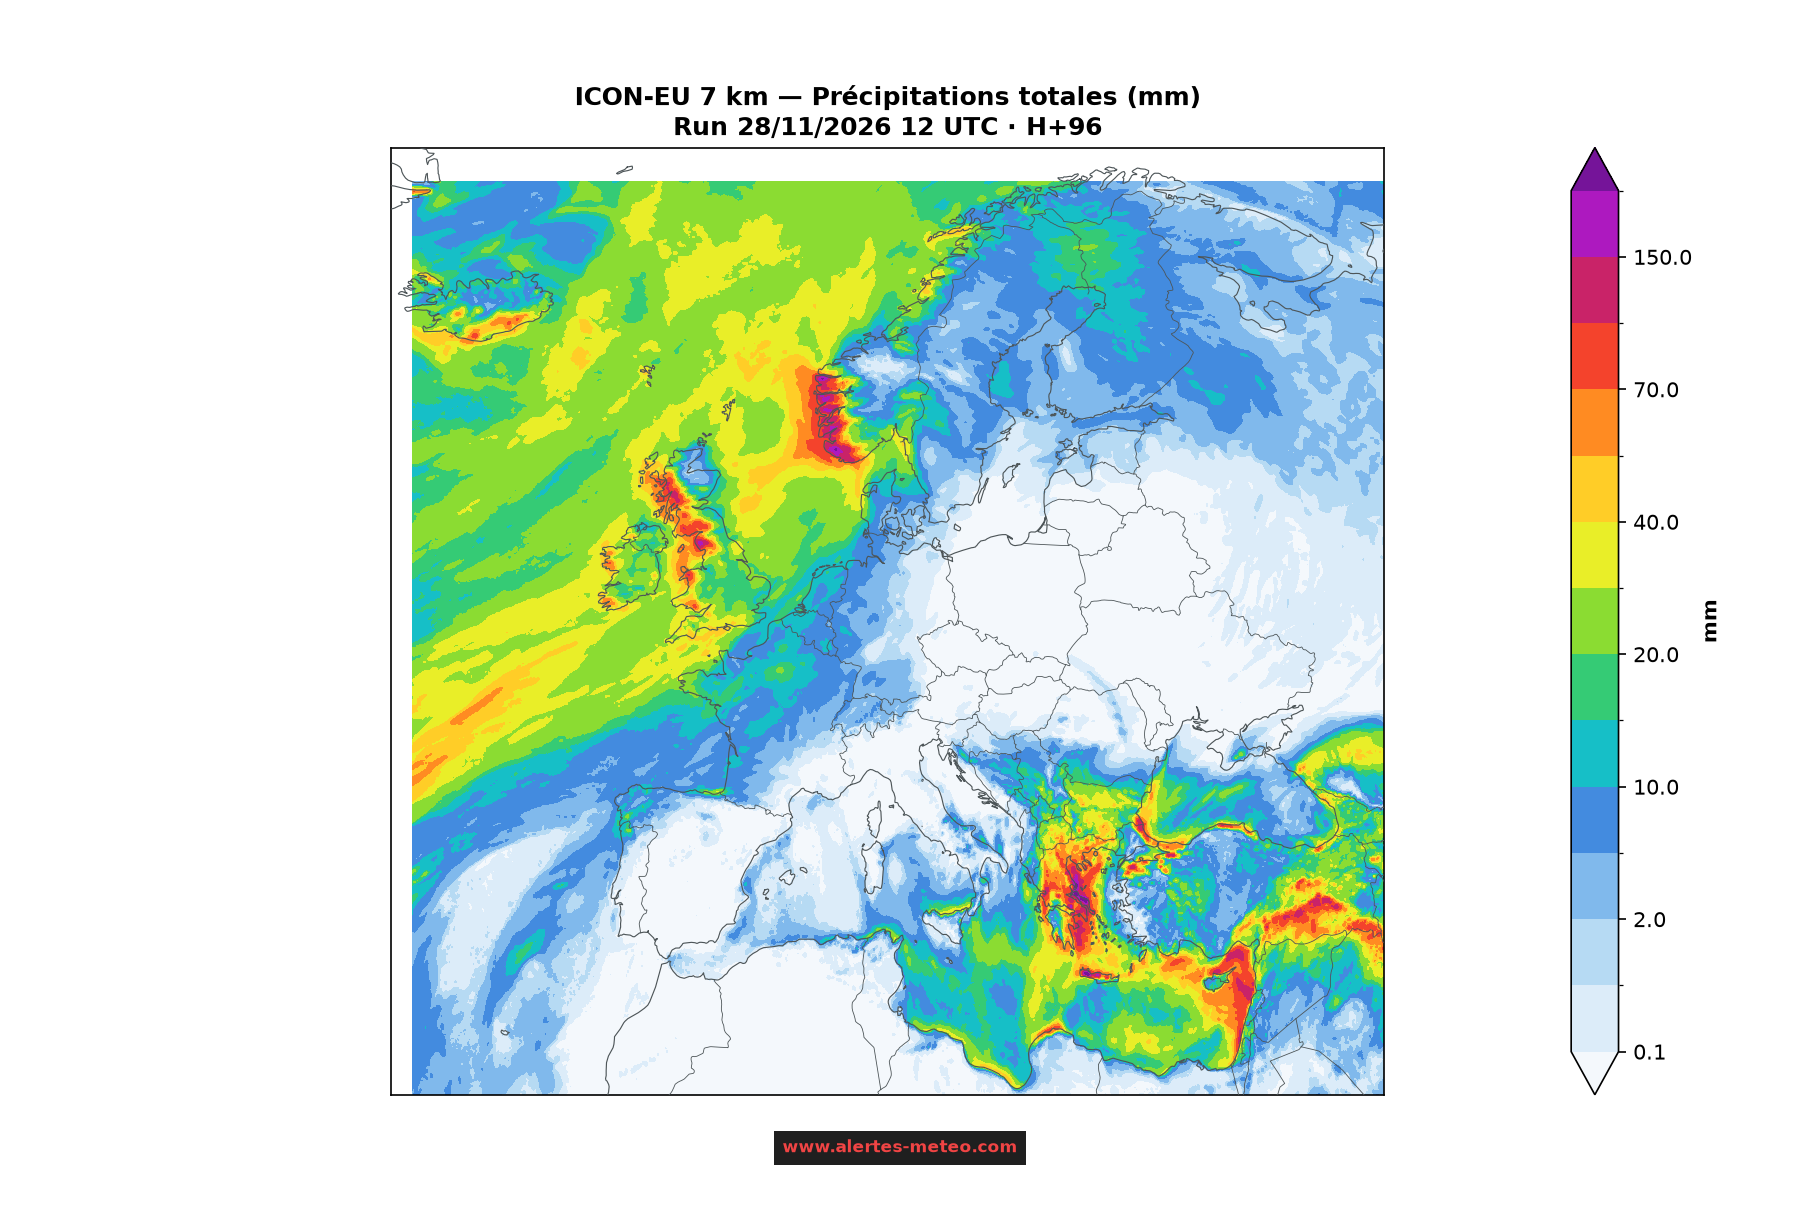 ICON-EU 7 km — Précipitations totales (mm)
Run 28/11/2026 12 UTC · H+96
150.0
70.0
40.0
20.0
10.0
2.0
0.1
mm
www.alertes-meteo.com